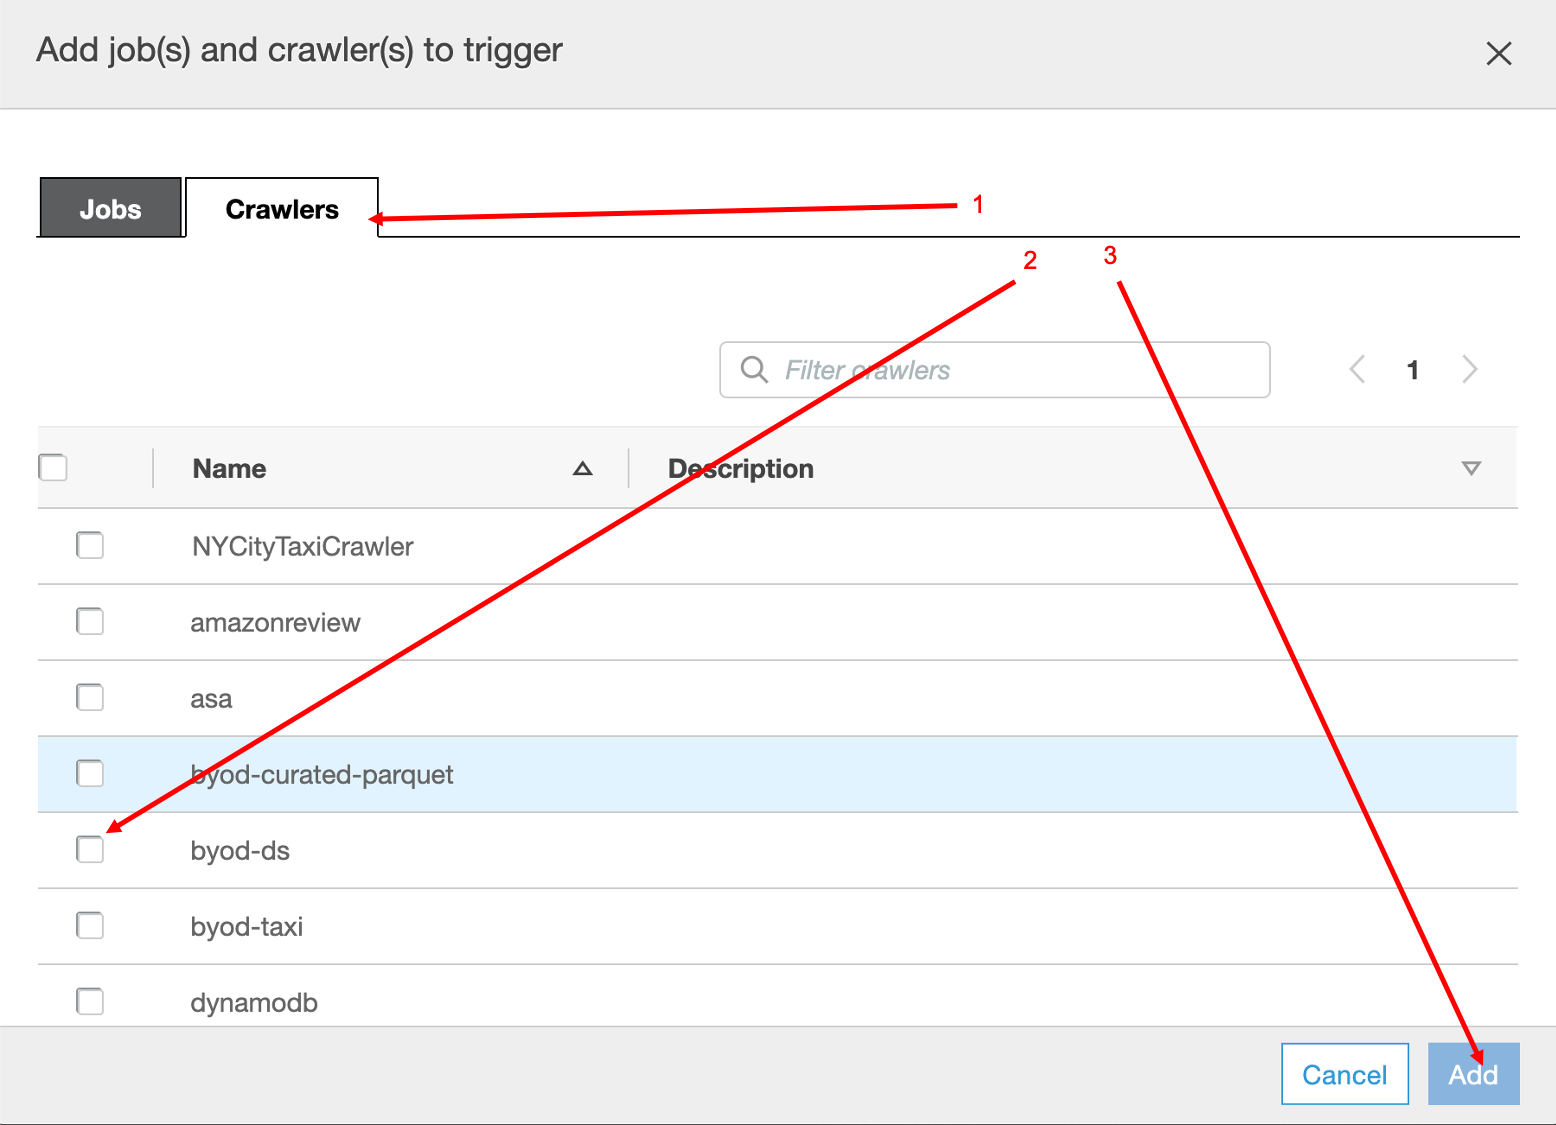 Add job(s) and crawler(s) to trigger
Jobs
Crawlers
1
2
3
Filter crawlers
1
Name
Description
NYCityTaxiCrawler
amazonreview
asa
byod-curated-parquet
byod-ds
byod-taxi
dynamodb
Cancel
Add